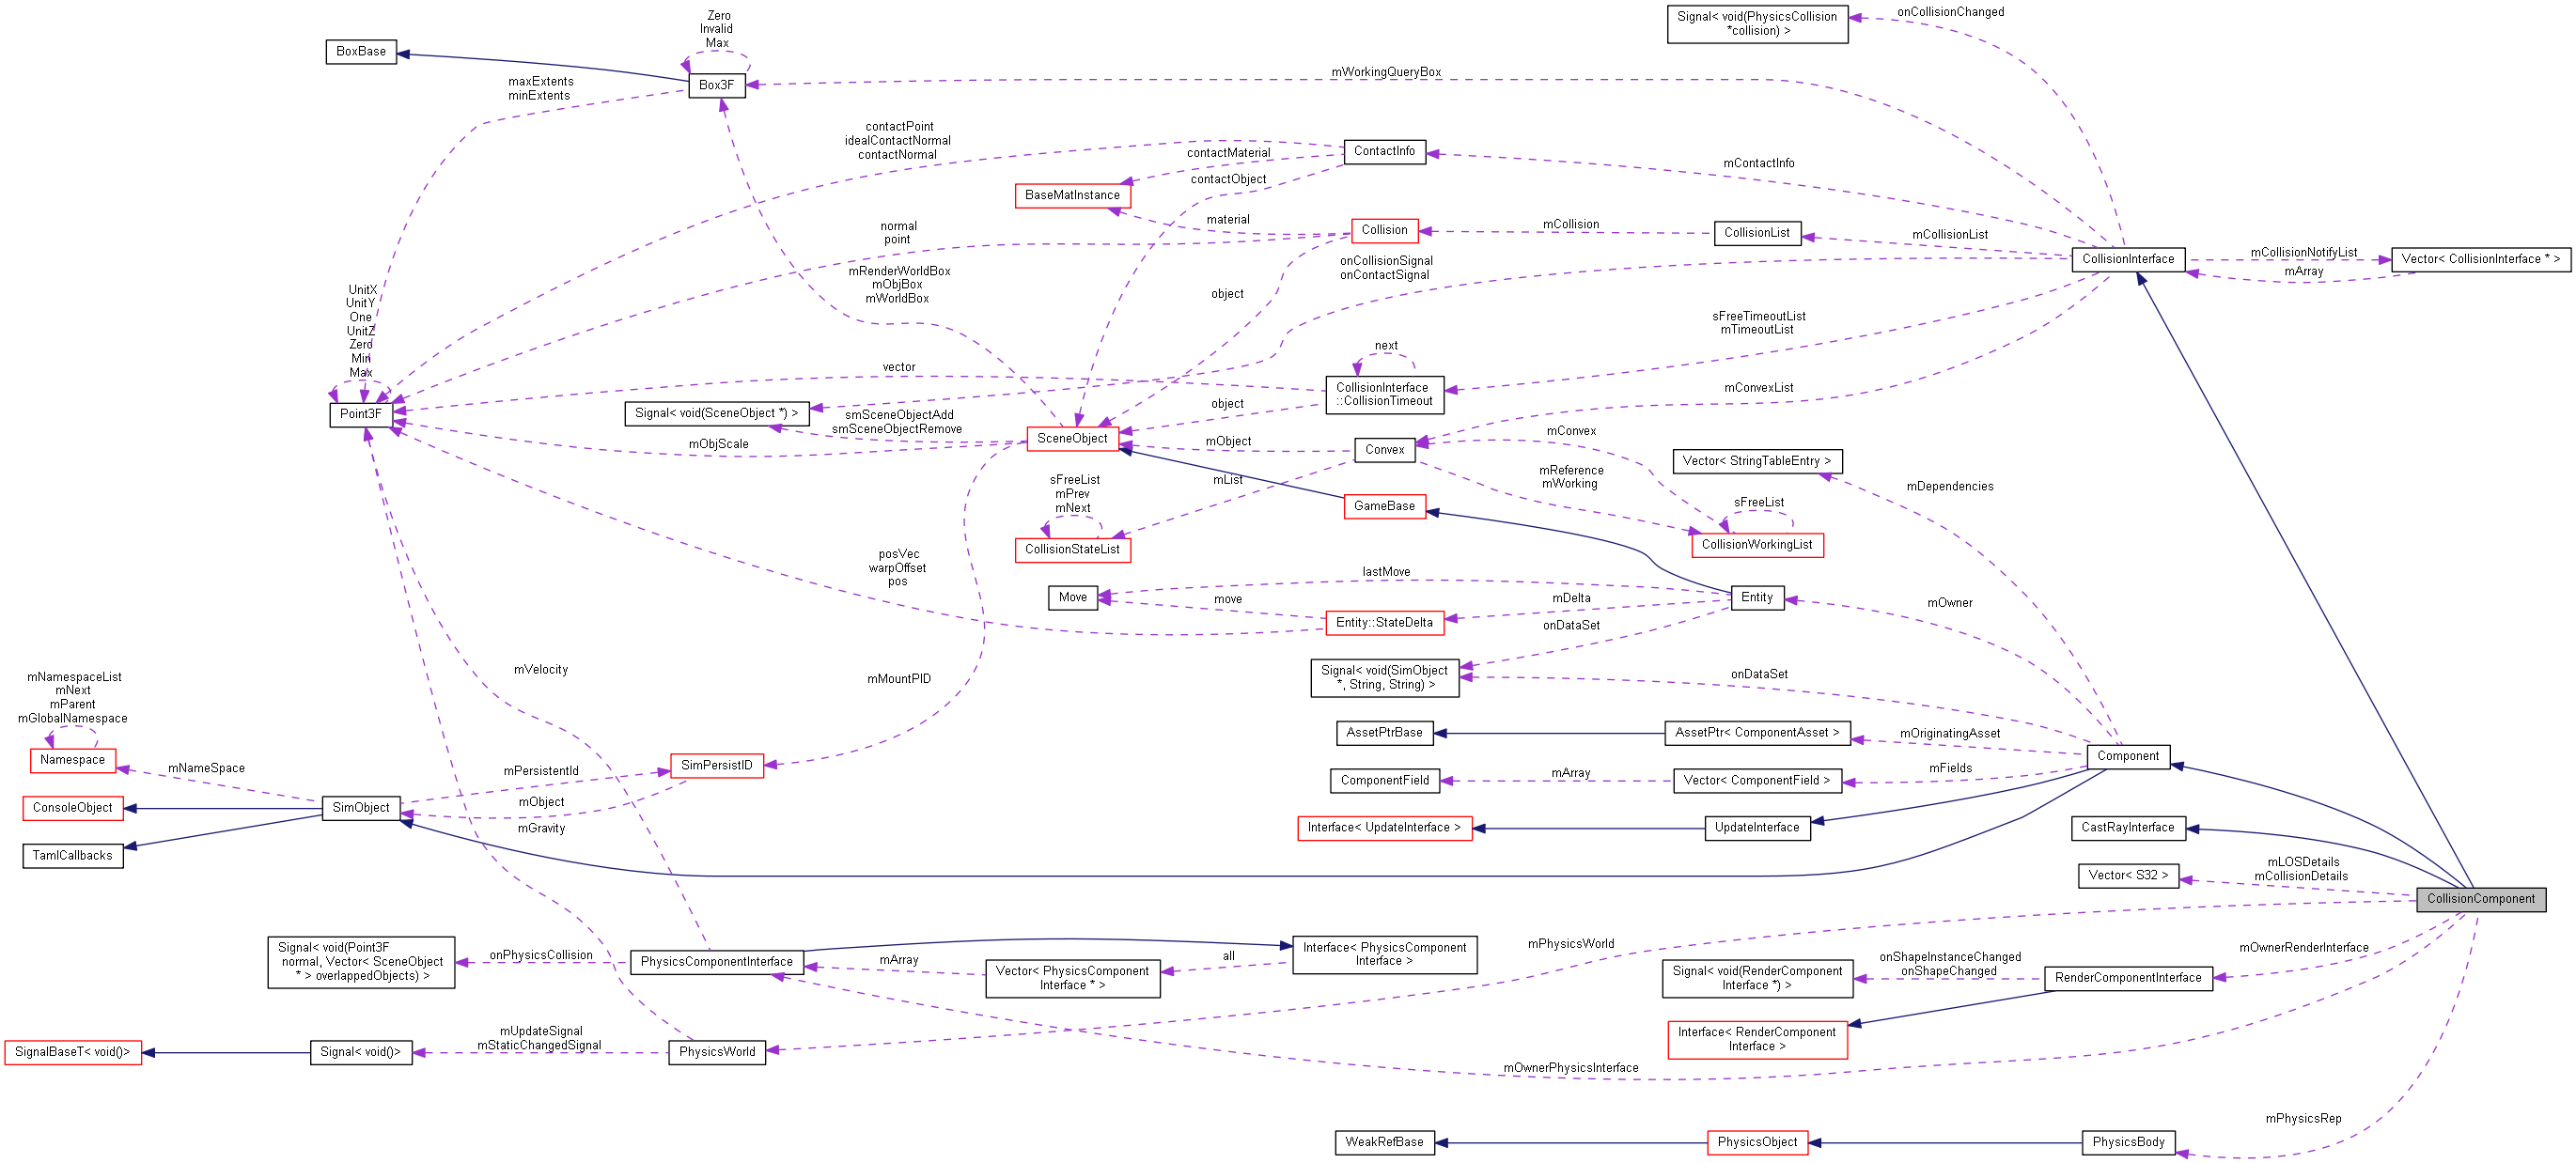 Zero
Invalid
Max
BoxBase
Box3F
maxExtents
minExtents
Signal< void(PhysicsCollision
*collision) >
onCollisionChanged
mWorkingQueryBox
contactPoint
idealContactNormal
contactNormal
contactMaterial
contactObject
ContactInfo
mContactInfo
BaseMatInstance
normal
point
material
Collision
mCollision
CollisionList
mCollisionList
CollisionInterface
mCollisionNotifyList
mArray
Vector< CollisionInterface * >
mRenderWorldBox
mObjBox
mWorldBox
object
onCollisionSignal
onContactSignal
UnitX
UnitY
One
UnitZ
Zero
Min
Max
Point3F
vector
next
CollisionInterface
::CollisionTimeout
sFreeTimeoutList
mTimeoutList
Signal< void(SceneObject *) >
smSceneObjectAdd
smSceneObjectRemove
object
mObjScale
SceneObject
mObject
Convex
mConvex
mConvexList
Vector< StringTableEntry >
mDependencies
sFreeList
mPrev
mNext
mList
mReference
mWorking
GameBase
sFreeList
CollisionStateList
CollisionWorkingList
posVec
warpOffset
pos
Move
lastMove
move
Entity::StateDelta
mDelta
Entity
mOwner
onDataSet
Signal< void(SimObject
*, String, String) >
onDataSet
mVelocity
mMountPID
mNamespaceList
mNext
mParent
mGlobalNamespace
Namespace
mNameSpace
mPersistentId
SimPersistID
mObject
AssetPtrBase
AssetPtr< ComponentAsset >
mOriginatingAsset
Component
ComponentField
mArray
Vector< ComponentField >
mFields
ConsoleObject
SimObject
mGravity
TamlCallbacks
Interface< UpdateInterface >
UpdateInterface
CastRayInterface
Vector< S32 >
mLOSDetails
mCollisionDetails
CollisionComponent
Signal< void(Point3F
normal, Vector< SceneObject
* > overlappedObjects) >
onPhysicsCollision
PhysicsComponentInterface
mArray
Vector< PhysicsComponent
Interface * >
all
Interface< PhysicsComponent
Interface >
mPhysicsWorld
Signal< void(RenderComponent
Interface *) >
onShapeInstanceChanged
onShapeChanged
RenderComponentInterface
mOwnerRenderInterface
Interface< RenderComponent
Interface >
SignalBaseT< void()>
Signal< void()>
mUpdateSignal
mStaticChangedSignal
PhysicsWorld
mOwnerPhysicsInterface
WeakRefBase
PhysicsObject
PhysicsBody
mPhysicsRep